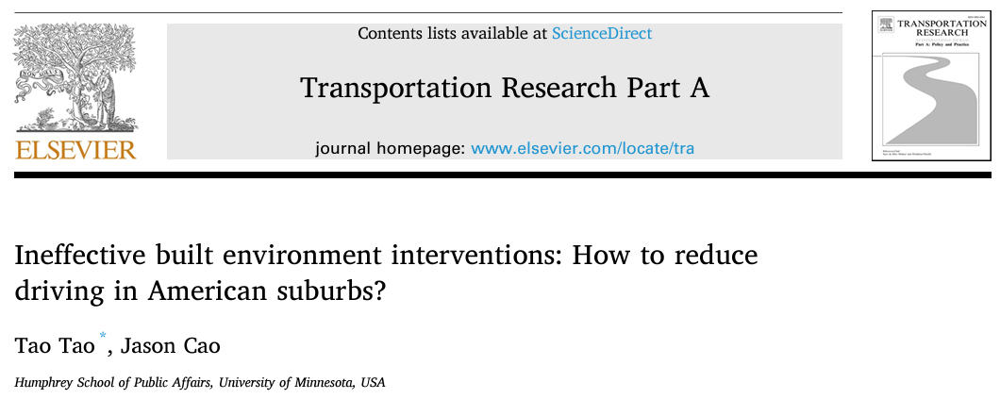 Contents lists available at ScienceDirect
TRANSPORTATION
RESEARCH
Part A: Policy and Practice
NON SOLUS
Transportation Research Part A
ELSEVIER
journal homepage: www.elsevier.com/locate/tra
Ineffective built environment interventions: How to reduce
driving in American suburbs?
Tao Tao *, Jason Cao
Humphrey School of Public Affairs, University of Minnesota, USA